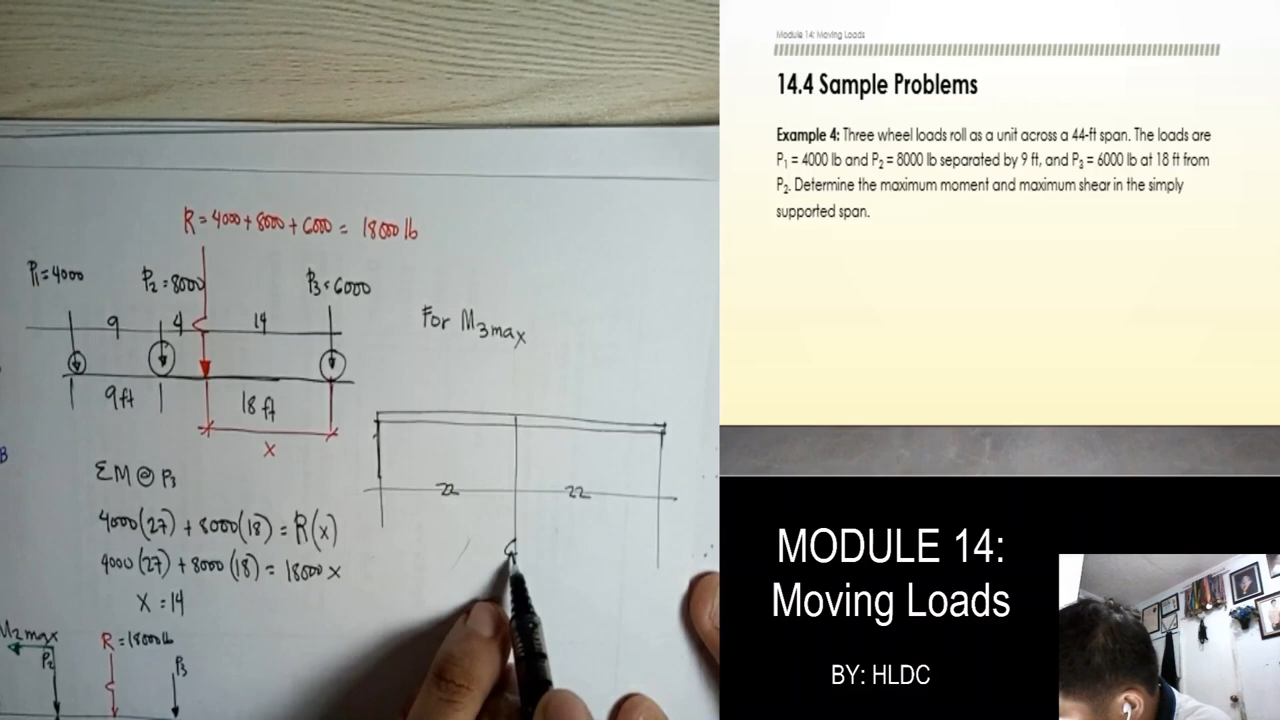 R = 4000 + 8000 + 6000 = 18000 lb
P1 = 4000
P2 = 8000
P3 = 6000
9
4
14
9 ft
18 ft
x
ΣM @ P3
4000(27) + 8000(18) = R(x)
4000(27) + 8000(18) = 18000 x
x = 14
M2max
R = 18000 lb
P2
P3
B
For M3max
22
22
Module 14: Moving Loads
14.4 Sample Problems
Example 4: Three wheel loads roll as a unit across a 44-ft span. The loads are
P1 = 4000 lb and P2 = 8000 lb separated by 9 ft, and P3 = 6000 lb at 18 ft from
P2. Determine the maximum moment and maximum shear in the simply
supported span.
MODULE 14:
Moving Loads
BY: HLDC